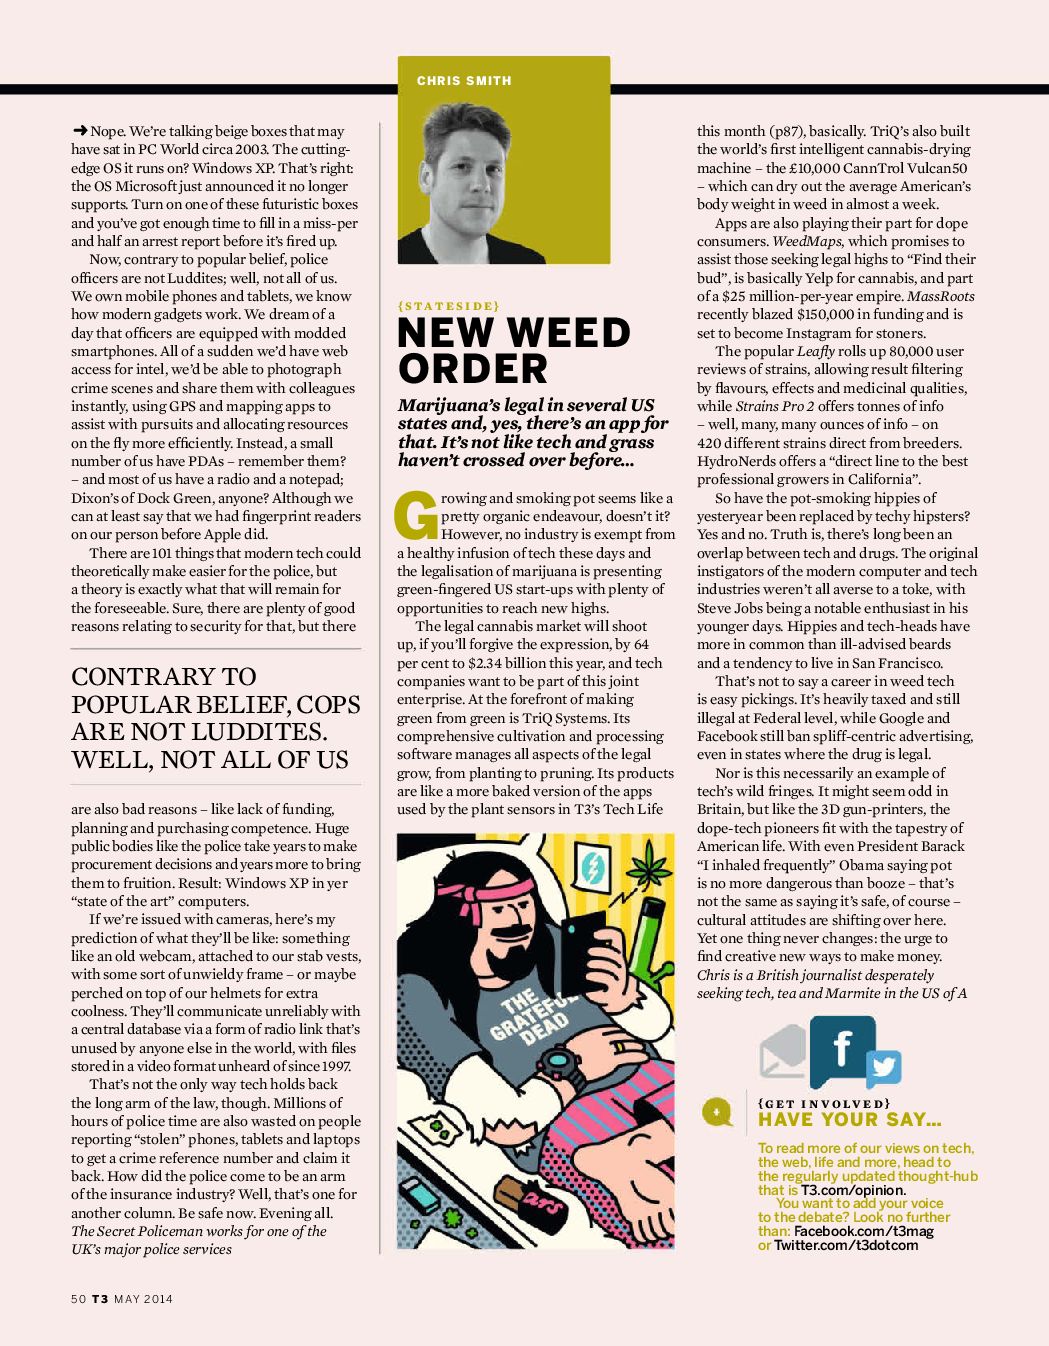 ➜ Nope. We're talking beige boxes that may
have sat in PC World circa 2003. The cutting-
edge OS it runs on? Windows XP. That's right:
the OS Microsoft just announced it no longer
supports. Turn on one of these futuristic boxes
and you've got enough time to fill in a miss-per
and half an arrest report before it's fired up.
Now, contrary to popular belief, police
officers are not Luddites; well, not all of us.
We own mobile phones and tablets, we know
how modern gadgets work. We dream of a
day that officers are equipped with modded
smartphones. All of a sudden we'd have web
access for intel, we'd be able to photograph
crime scenes and share them with colleagues
instantly, using GPS and mapping apps to
assist with pursuits and allocating resources
on the fly more efficiently. Instead, a small
number of us have PDAs – remember them?
– and most of us have a radio and a notepad;
Dixon's of Dock Green, anyone? Although we
can at least say that we had fingerprint readers
on our person before Apple did.
There are 101 things that modern tech could
theoretically make easier for the police, but
a theory is exactly what that will remain for
the foreseeable. Sure, there are plenty of good
reasons relating to security for that, but there
CONTRARY TO
POPULAR BELIEF, COPS
ARE NOT LUDDITES.
WELL, NOT ALL OF US
are also bad reasons – like lack of funding,
planning and purchasing competence. Huge
public bodies like the police take years to make
procurement decisions and years more to bring
them to fruition. Result: Windows XP in yer
“state of the art” computers.
If we're issued with cameras, here's my
prediction of what they'll be like: something
like an old webcam, attached to our stab vests,
with some sort of unwieldy frame – or maybe
perched on top of our helmets for extra
coolness. They'll communicate unreliably with
a central database via a form of radio link that's
unused by anyone else in the world, with files
stored in a video format unheard of since 1997.
That's not the only way tech holds back
the long arm of the law, though. Millions of
hours of police time are also wasted on people
reporting “stolen” phones, tablets and laptops
to get a crime reference number and claim it
back. How did the police come to be an arm
of the insurance industry? Well, that's one for
another column. Be safe now. Evening all.
The Secret Policeman works for one of the
UK's major police services
CHRIS SMITH
{STATESIDE}
NEW WEED
ORDER
Marijuana's legal in several US
states and, yes, there's an app for
that. It's not like tech and grass
haven't crossed over before...
Growing and smoking pot seems like a
pretty organic endeavour, doesn't it?
However, no industry is exempt from
a healthy infusion of tech these days and
the legalisation of marijuana is presenting
green-fingered US start-ups with plenty of
opportunities to reach new highs.
The legal cannabis market will shoot
up, if you'll forgive the expression, by 64
per cent to $2.34 billion this year, and tech
companies want to be part of this joint
enterprise. At the forefront of making
green from green is TriQ Systems. Its
comprehensive cultivation and processing
software manages all aspects of the legal
grow, from planting to pruning. Its products
are like a more baked version of the apps
used by the plant sensors in T3's Tech Life
THE
GRATEFUL
DEAD
this month (p87), basically. TriQ's also built
the world's first intelligent cannabis-drying
machine – the £10,000 CannTrol Vulcan50
– which can dry out the average American's
body weight in weed in almost a week.
Apps are also playing their part for dope
consumers. WeedMaps, which promises to
assist those seeking legal highs to “Find their
bud”, is basically Yelp for cannabis, and part
of a $25 million-per-year empire. MassRoots
recently blazed $150,000 in funding and is
set to become Instagram for stoners.
The popular Leafly rolls up 80,000 user
reviews of strains, allowing result filtering
by flavours, effects and medicinal qualities,
while Strains Pro 2 offers tonnes of info
– well, many, many ounces of info – on
420 different strains direct from breeders.
HydroNerds offers a “direct line to the best
professional growers in California”.
So have the pot-smoking hippies of
yesteryear been replaced by techy hipsters?
Yes and no. Truth is, there's long been an
overlap between tech and drugs. The original
instigators of the modern computer and tech
industries weren't all averse to a toke, with
Steve Jobs being a notable enthusiast in his
younger days. Hippies and tech-heads have
more in common than ill-advised beards
and a tendency to live in San Francisco.
That's not to say a career in weed tech
is easy pickings. It's heavily taxed and still
illegal at Federal level, while Google and
Facebook still ban spliff-centric advertising,
even in states where the drug is legal.
Nor is this necessarily an example of
tech's wild fringes. It might seem odd in
Britain, but like the 3D gun-printers, the
dope-tech pioneers fit with the tapestry of
American life. With even President Barack
“I inhaled frequently” Obama saying pot
is no more dangerous than booze – that's
not the same as saying it's safe, of course –
cultural attitudes are shifting over here.
Yet one thing never changes: the urge to
find creative new ways to make money.
Chris is a British journalist desperately
seeking tech, tea and Marmite in the US of A
f
+
{GET INVOLVED}
HAVE YOUR SAY...
To read more of our views on tech,
the web, life and more, head to
the regularly updated thought-hub
that is T3.com/opinion.
You want to add your voice
to the debate? Look no further
than: Facebook.com/t3mag
or Twitter.com/t3dotcom
50 T3 MAY 2014